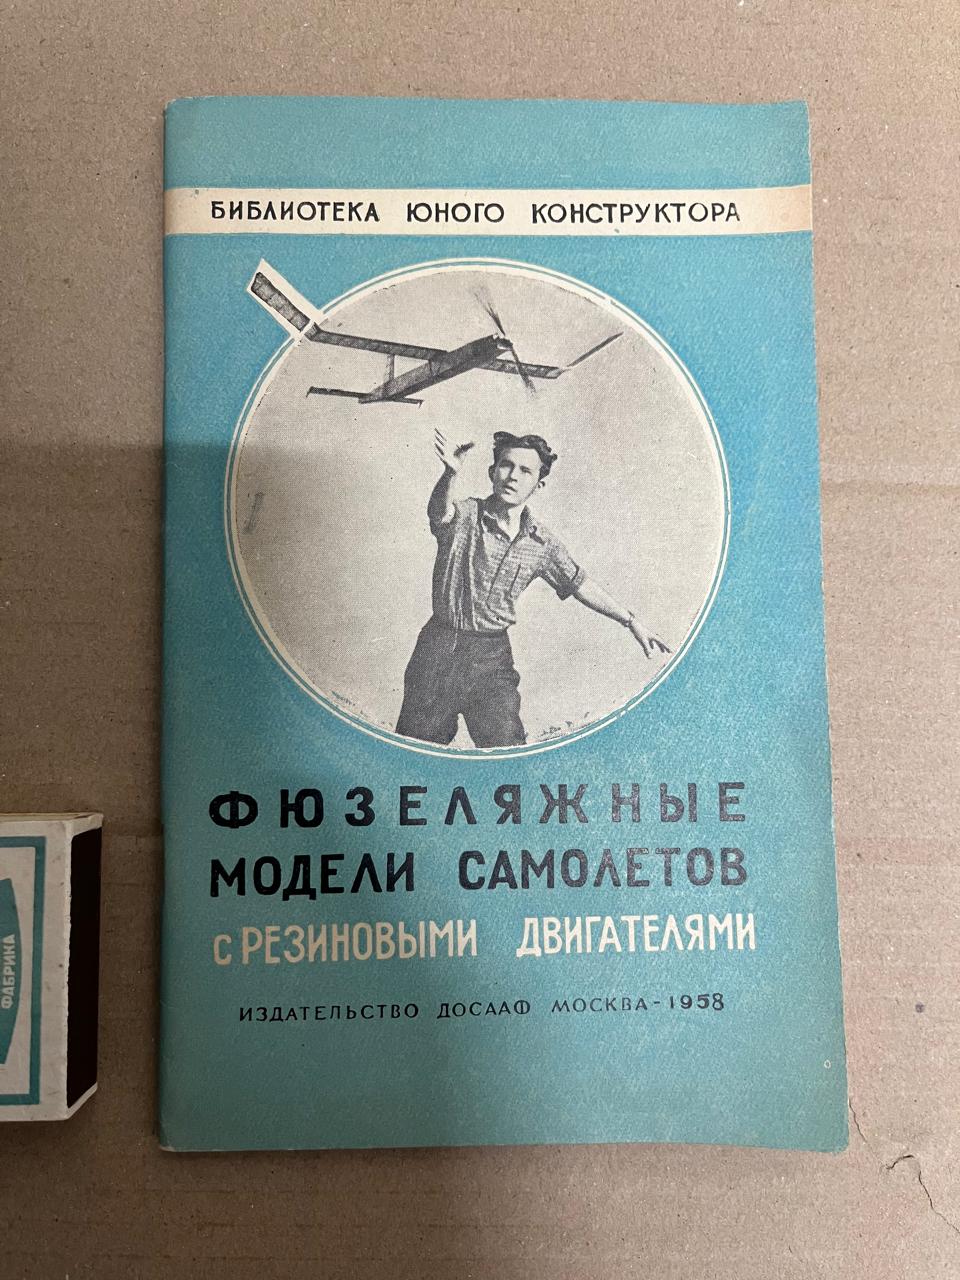 БИБЛИОТЕКА ЮНОГО КОНСТРУКТОРА
ФЮЗЕЛЯЖНЫЕ
МОДЕЛИ САМОЛЕТОВ
С РЕЗИНОВЫМИ ДВИГАТЕЛЯМИ
ИЗДАТЕЛЬСТВО ДОСААФ МОСКВА-1958
ФАБРИКА